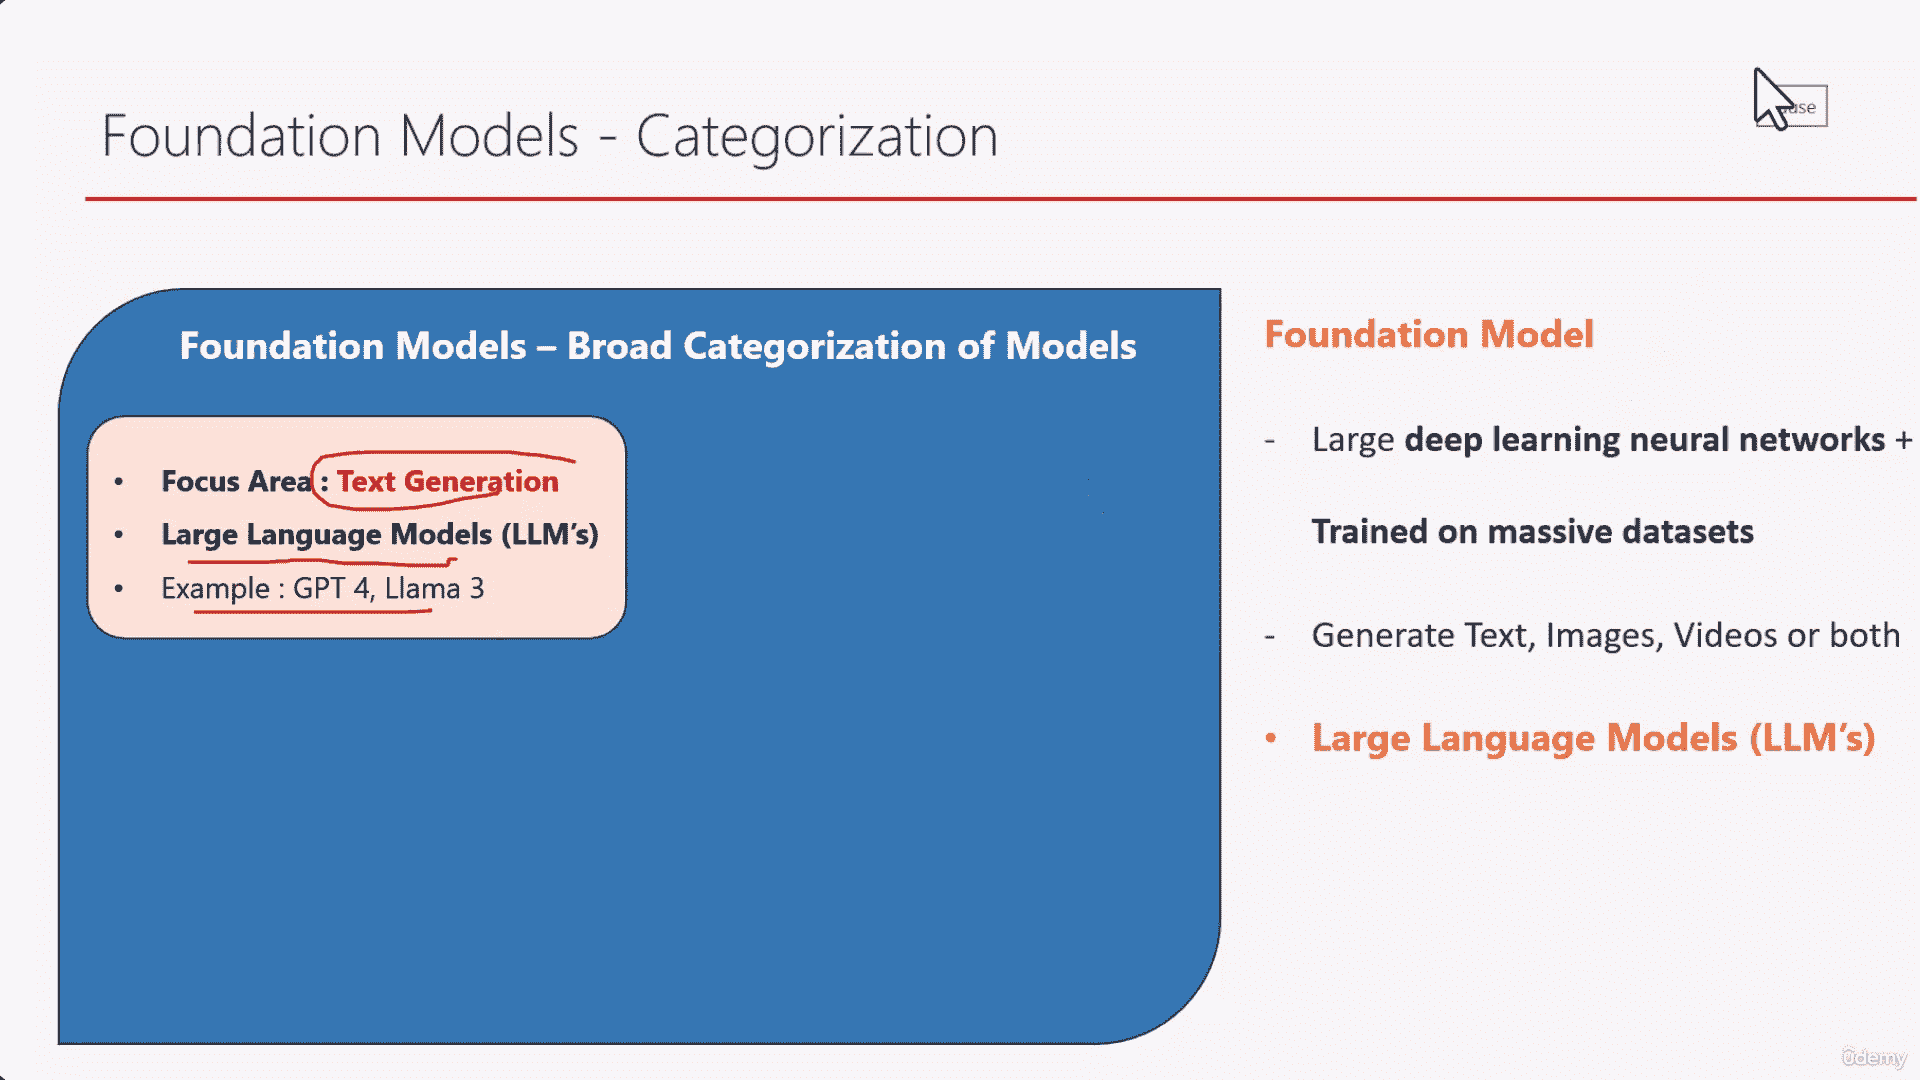 Foundation Models - Categorization
Foundation Models – Broad Categorization of Models
• Focus Area : Text Generation
• Large Language Models (LLM’s)
• Example : GPT 4, Llama 3
Foundation Model
- Large deep learning neural networks +
Trained on massive datasets
- Generate Text, Images, Videos or both
• Large Language Models (LLM’s)
udemy